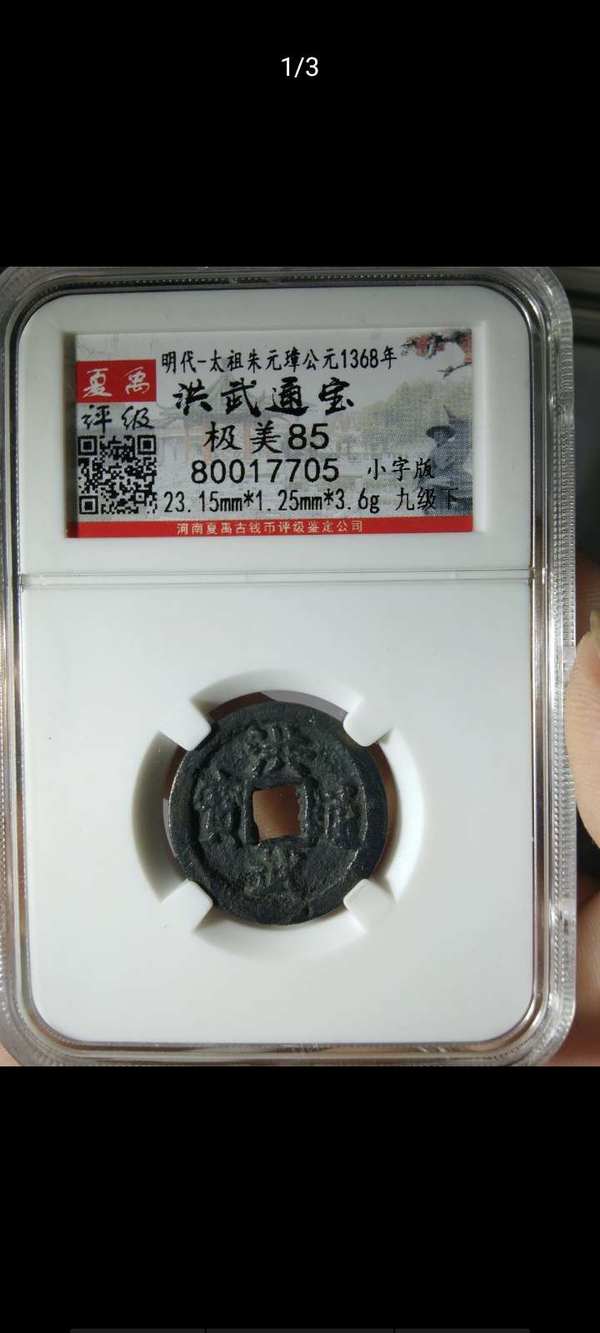 1/3
明代-太祖朱元璋公元1368年
夏禹
洪武通宝
评级
极美85
80017705 小字版
23.15mm*1.25mm*3.6g 九级下
河南夏禹古钱币评级鉴定公司
洪武通寶